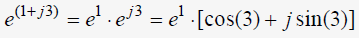 e^{(1+j3)} = e^1 · e^{j3} = e^1 · [cos(3) + j sin(3)]